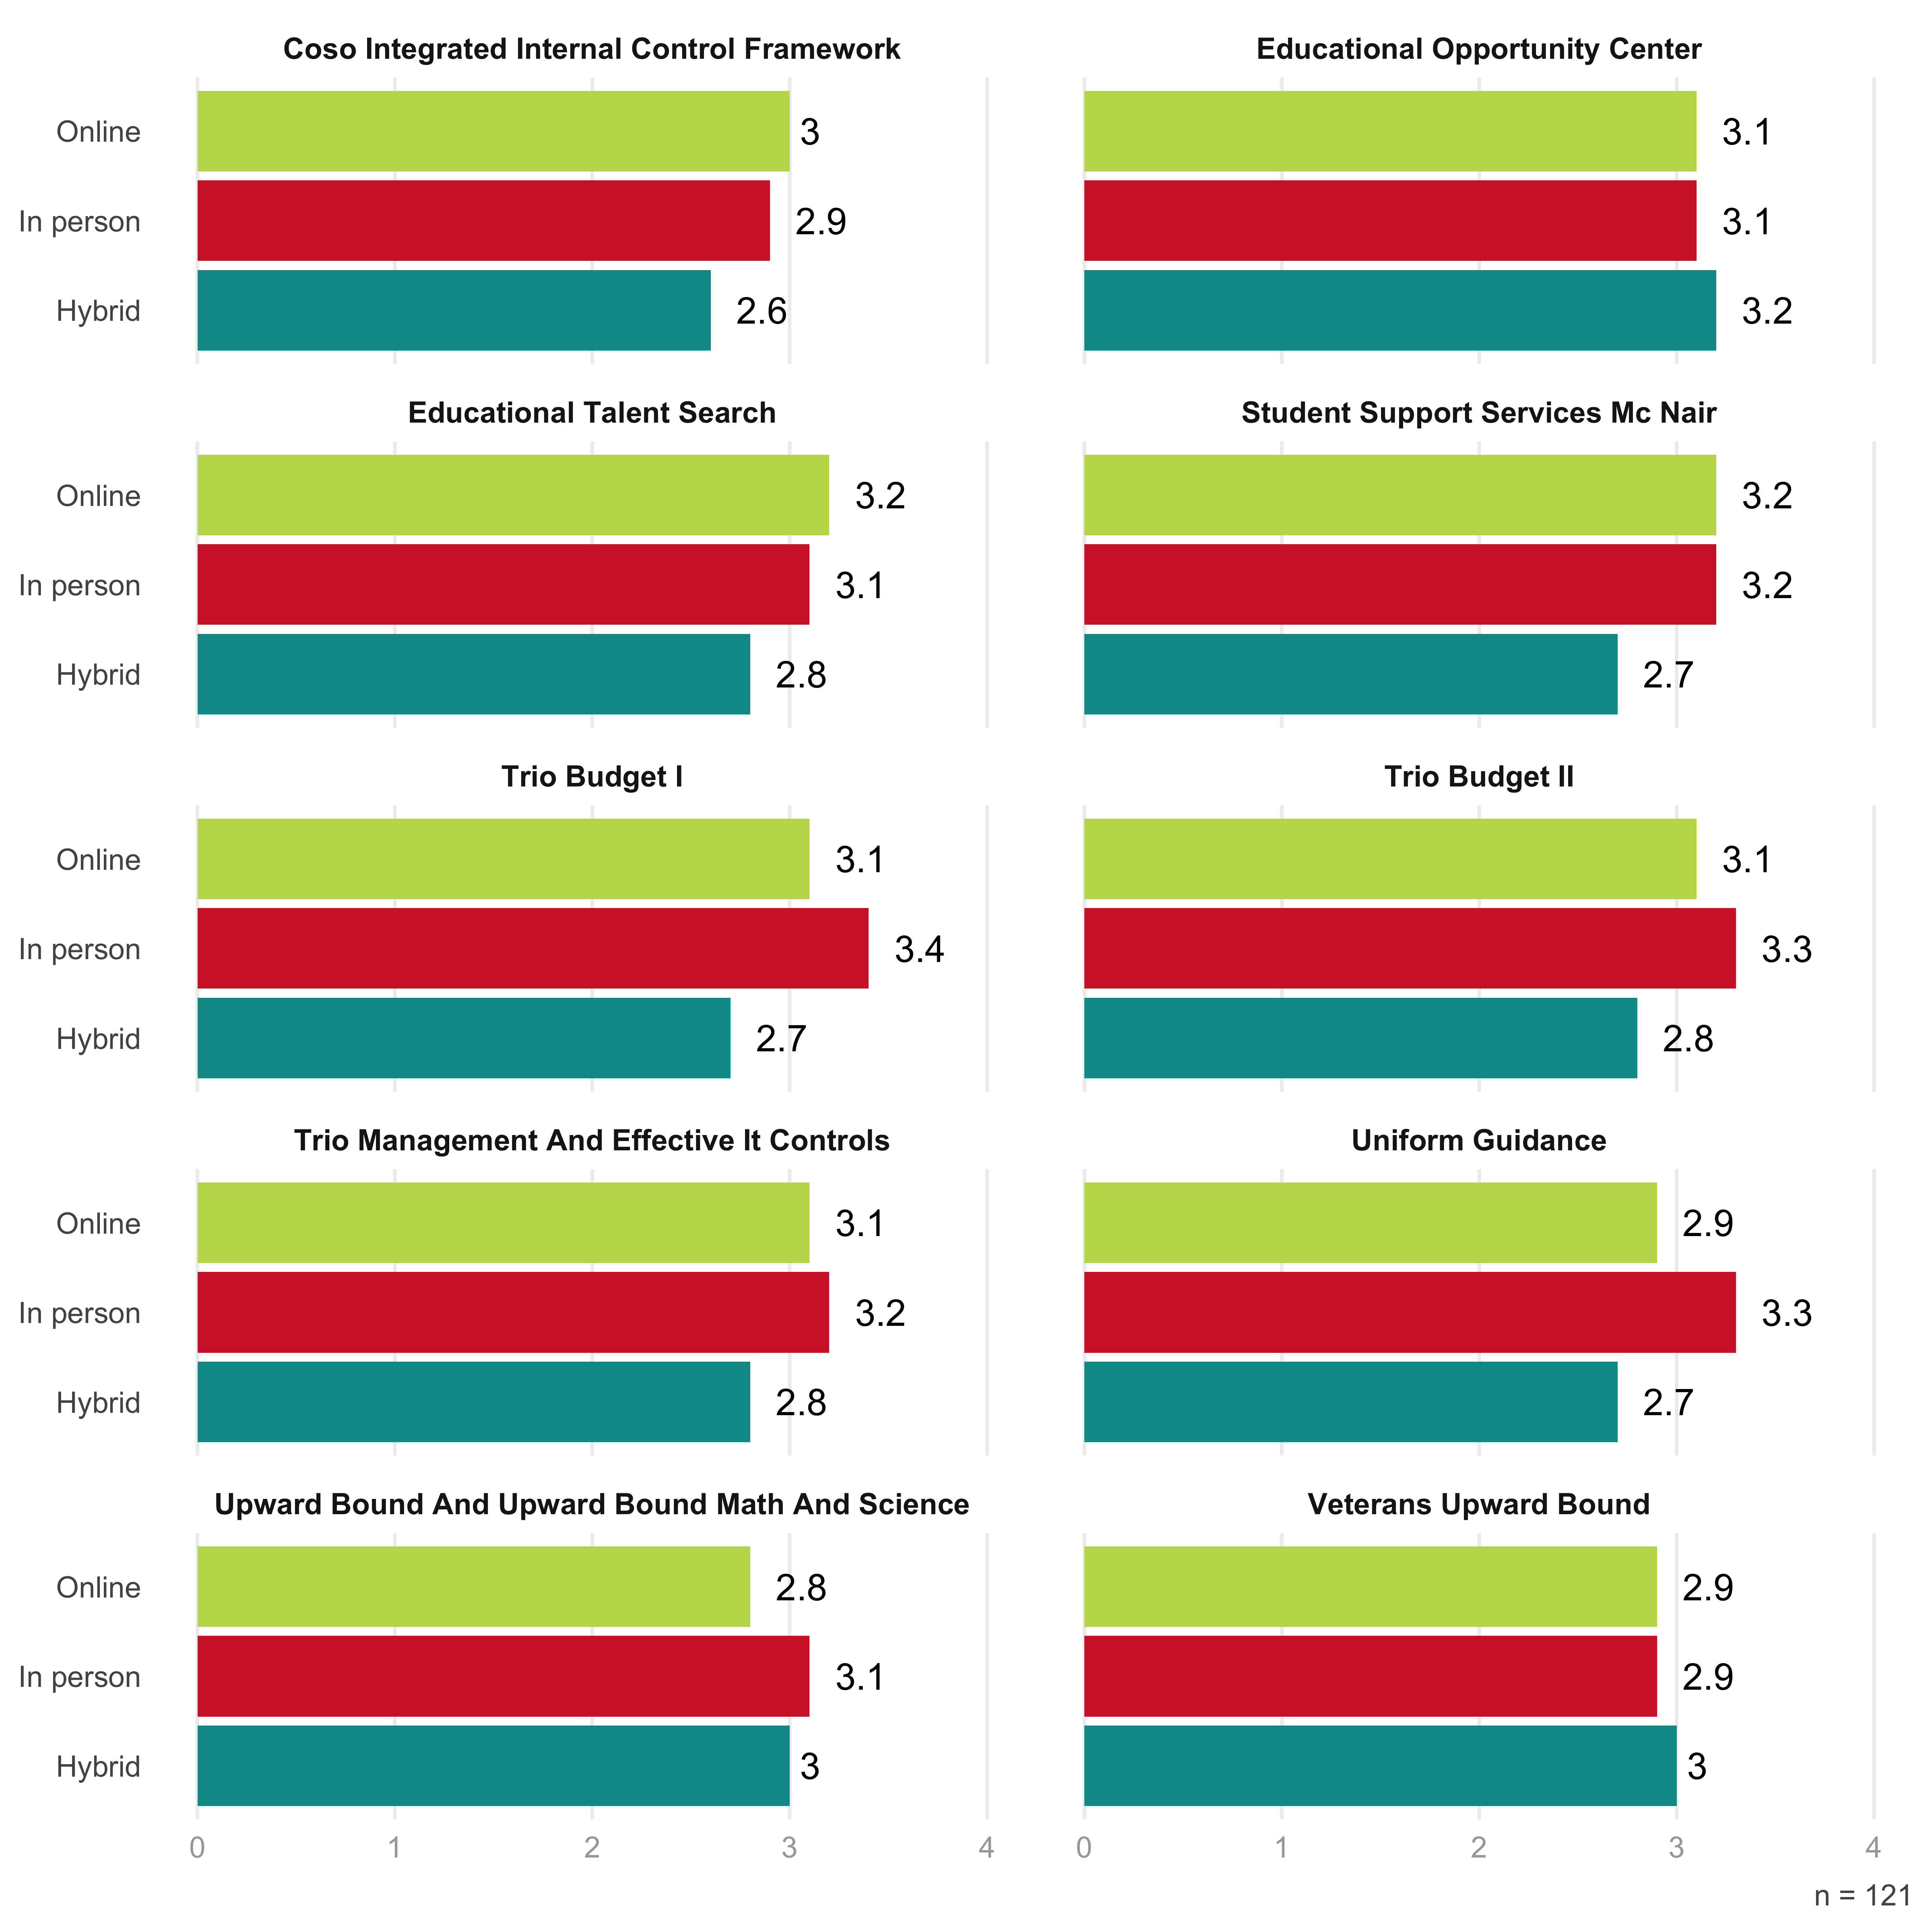 Coso Integrated Internal Control Framework
Online
3
In person
2.9
Hybrid
2.6
Educational Opportunity Center
3.1
3.1
3.2
Educational Talent Search
Online
3.2
In person
3.1
Hybrid
2.8
Student Support Services Mc Nair
3.2
3.2
2.7
Trio Budget I
Online
3.1
In person
3.4
Hybrid
2.7
Trio Budget II
3.1
3.3
2.8
Trio Management And Effective It Controls
Online
3.1
In person
3.2
Hybrid
2.8
Uniform Guidance
2.9
3.3
2.7
Upward Bound And Upward Bound Math And Science
Online
2.8
In person
3.1
Hybrid
3
0 1 2 3 4
Veterans Upward Bound
2.9
2.9
3
0 1 2 3 4
n = 121